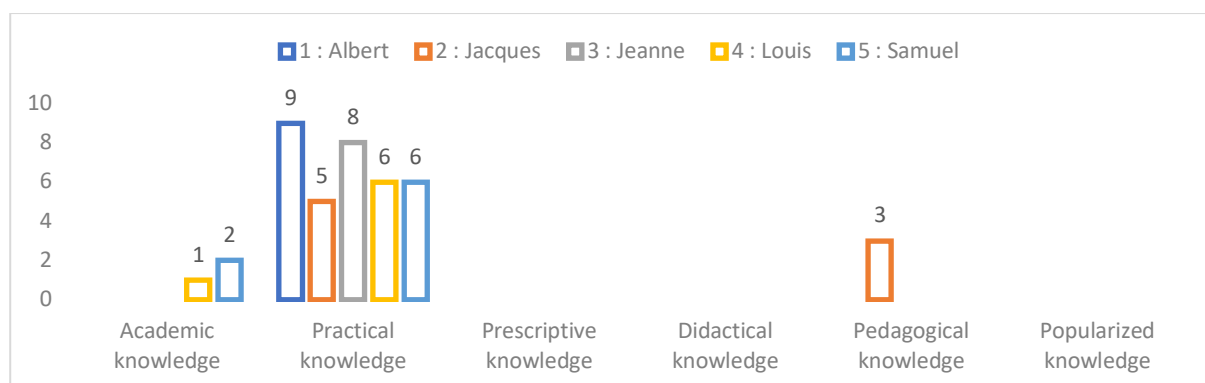 1 : Albert 2 : Jacques 3 : Jeanne 4 : Louis 5 : Samuel
10
8
6
4
2
0
1
2
9
5
8
6
6
3
Academic knowledge
Practical knowledge
Prescriptive knowledge
Didactical knowledge
Pedagogical knowledge
Popularized knowledge